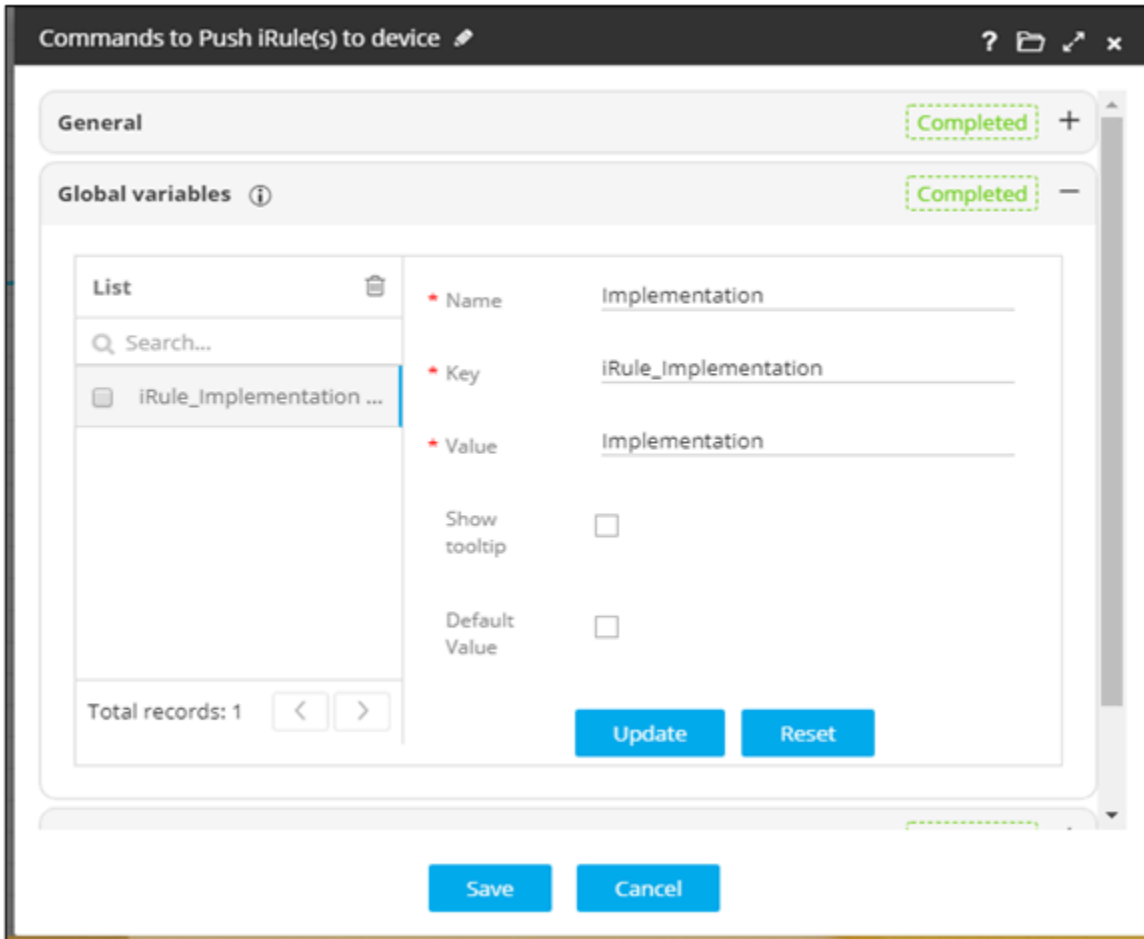 Commands to Push iRule(s) to device
General
Completed
Global variables
Completed
List
Search...
iRule_Implementation ...
Total records: 1
* Name
Implementation
* Key
iRule_Implementation
* Value
Implementation
Show
tooltip
Default
Value
Update
Reset
Save
Cancel